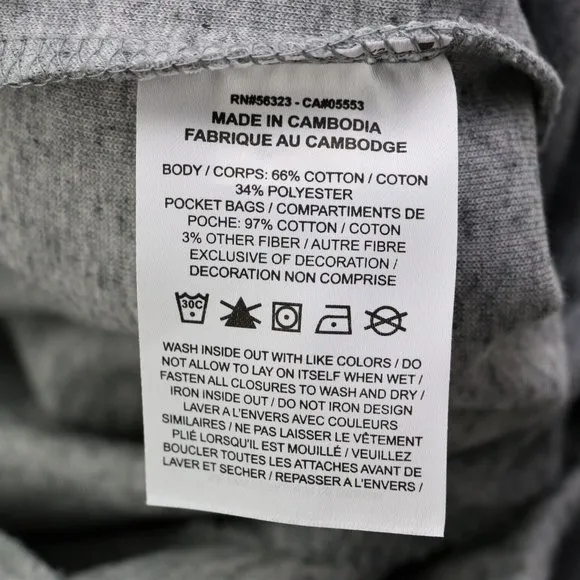 RN#56323 - CA#05553
MADE IN CAMBODIA
FABRIQUE AU CAMBODGE
BODY / CORPS: 66% COTTON / COTON
34% POLYESTER
POCKET BAGS / COMPARTIMENTS DE
POCHE: 97% COTTON / COTON
3% OTHER FIBER / AUTRE FIBRE
EXCLUSIVE OF DECORATION /
DECORATION NON COMPRISE
30C
WASH INSIDE OUT WITH LIKE COLORS / DO
NOT ALLOW TO LAY ON ITSELF WHEN WET /
FASTEN ALL CLOSURES TO WASH AND DRY /
IRON INSIDE OUT / DO NOT IRON DESIGN
LAVER A L'ENVERS AVEC COULEURS
SIMILAIRES / NE PAS LAISSER LE VÊTEMENT
PLIÉ LORSQU'IL EST MOUILLÉ / VEUILLEZ
BOUCLER TOUTES LES ATTACHES AVANT DE
LAVER ET SECHER / REPASSER A L'ENVERS /